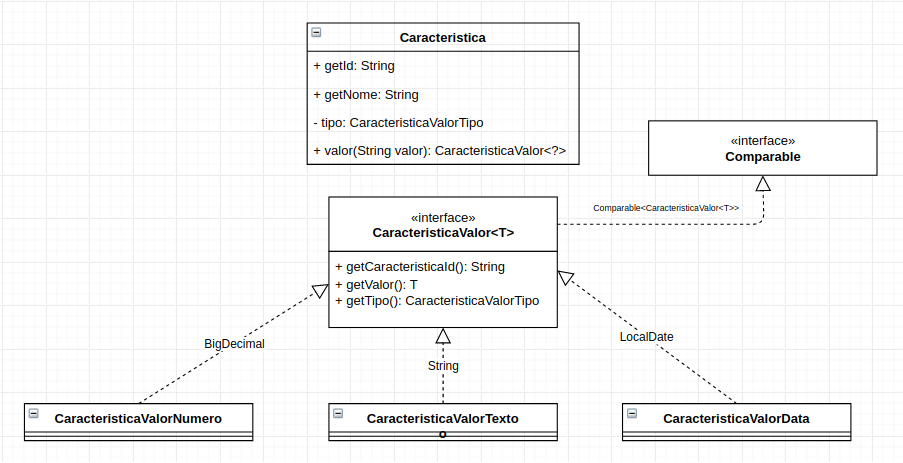 Caracteristica
+ getId: String
+ getNome: String
- tipo: CaracteristicaValorTipo
+ valor(String valor): CaracteristicaValor<?>
«interface»
Comparable
Comparable<CaracteristicaValor<T>>
«interface»
CaracteristicaValor<T>
+ getCaracteristicaId(): String
+ getValor(): T
+ getTipo(): CaracteristicaValorTipo
BigDecimal
String
LocalDate
CaracteristicaValorNumero
CaracteristicaValorTexto
o
CaracteristicaValorData